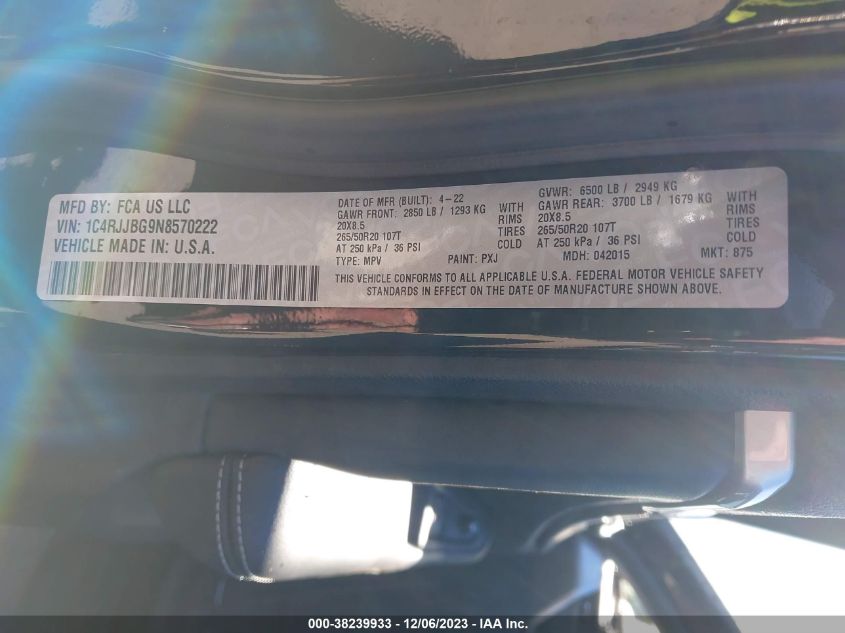 MFD BY: FCA US LLC
VIN: 1C4RJJBG9N8570222
VEHICLE MADE IN: U.S.A.
DATE OF MFR (BUILT): 4-22
GAWR FRONT: 2850 LB / 1293 KG WITH
20X8.5 RIMS
265/50R20 107T TIRES
AT 250 kPa / 36 PSI COLD
TYPE: MPV PAINT: PXJ
GVWR: 6500 LB / 2949 KG
GAWR REAR: 3700 LB / 1679 KG WITH
20X8.5 RIMS
265/50R20 107T TIRES
AT 250 kPa / 36 PSI COLD
MDH: 042015 MKT: 875
THIS VEHICLE CONFORMS TO ALL APPLICABLE U.S.A. FEDERAL MOTOR VEHICLE SAFETY
STANDARDS IN EFFECT ON THE DATE OF MANUFACTURE SHOWN ABOVE.
000-38239933 - 12/06/2023 - IAA Inc.